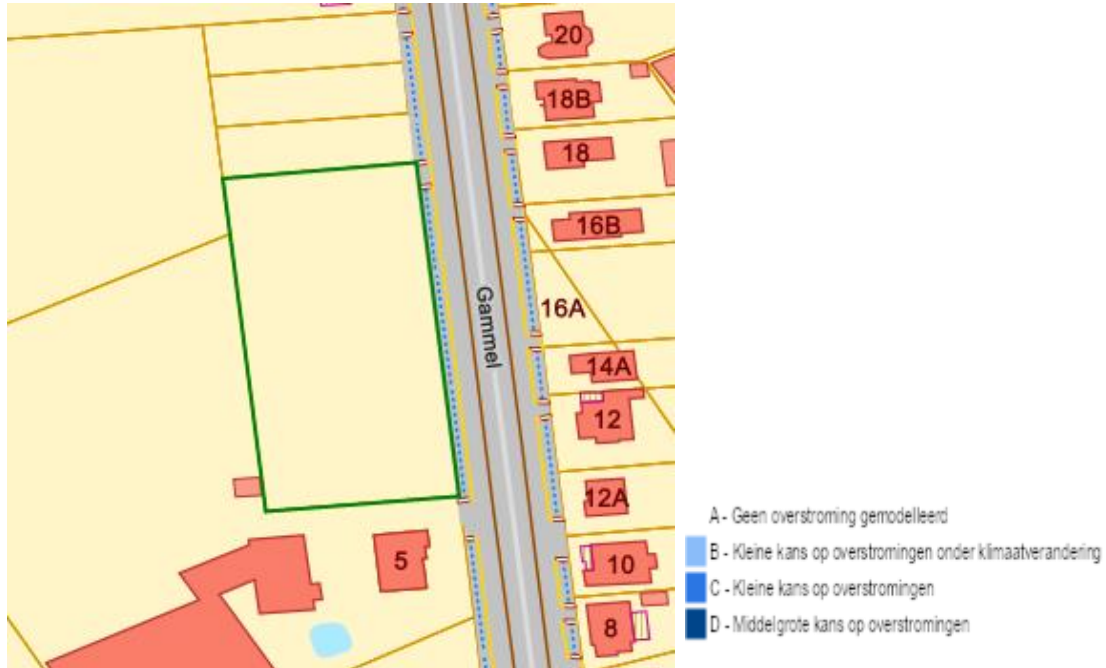 20
18B
18
16B
Gammel
16A
14A
12
12A
5
10
8
A - Geen overstroming gemodelleerd
B - Kleine kans op overstromingen onder klimaatverandering
C - Kleine kans op overstromingen
D - Middelgrote kans op overstromingen